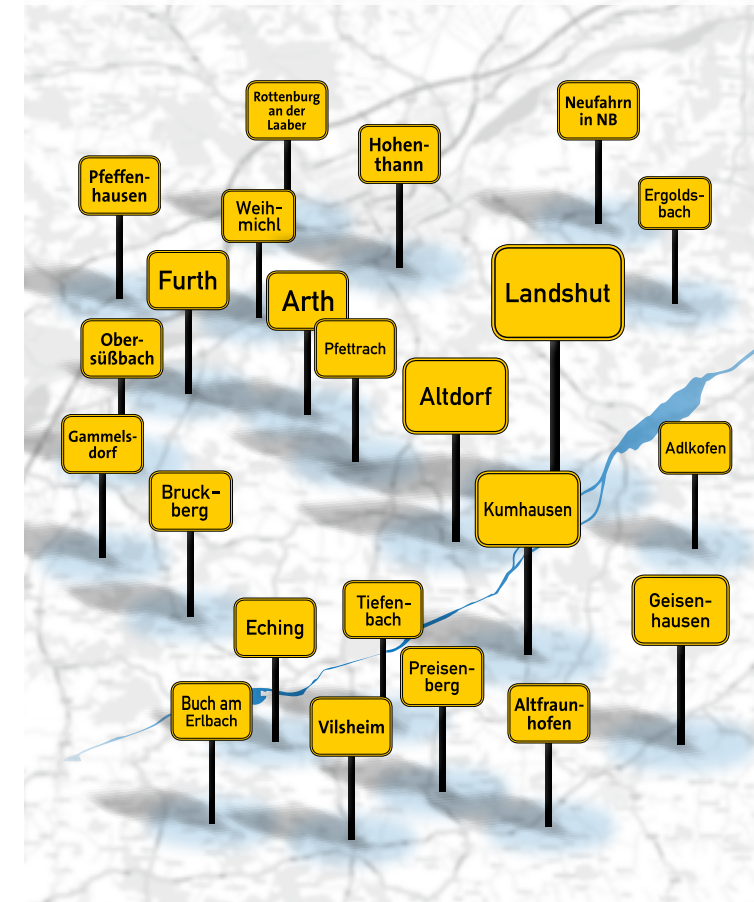 Rottenburg
an der
Laaber
Neufahrn
in NB
Hohen-
thann
Pfeffen-
hausen
Ergolds-
bach
Weih-
michl
Furth
Arth
Landshut
Ober-
süßbach
Pfettrach
Altdorf
Gammels-
dorf
Adlkofen
Bruck-
berg
Kumhausen
Tiefen-
bach
Geisen-
hausen
Eching
Preisen-
berg
Buch am
Erlbach
Vilsheim
Altfraun-
hofen